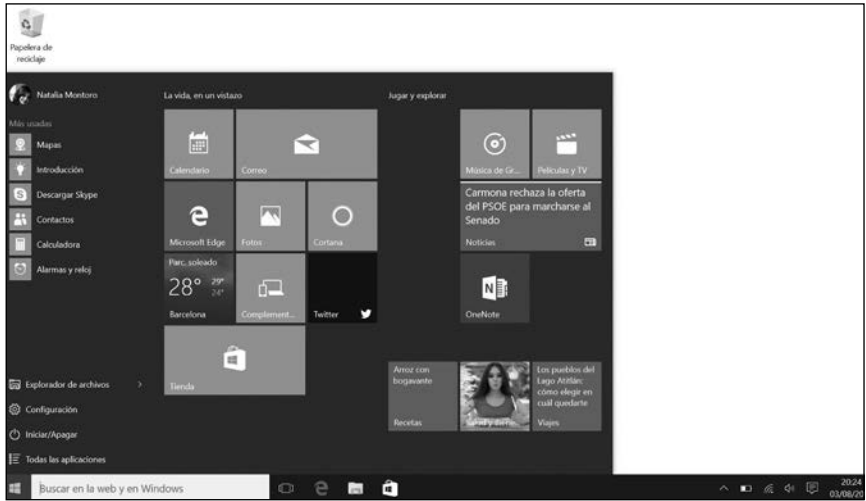 Papelera de
reciclaje
Natalia Montoro
Más usadas
Mapas
Introducción
Descargar Skype
Contactos
Calculadora
Alarmas y reloj
Explorador de archivos
Configuración
Iniciar/Apagar
Todas las aplicaciones
La vida, en un vistazo
Calendario
Correo
Microsoft Edge
Fotos
Cortana
Parc. soleado
28° 29°
24°
Barcelona
Complement...
Twitter
Tienda
Jugar y explorar
Música de Gr...
Películas y TV
Carmona rechaza la oferta
del PSOE para marcharse al
Senado
Noticias
N
OneNote
Arroz con
bogavante
Recetas
Salud y
Los pueblos del
Lago Atitlán:
cómo elegir en
cuál quedarte
Viajes
Buscar en la web y en Windows
20:24
03/08/20